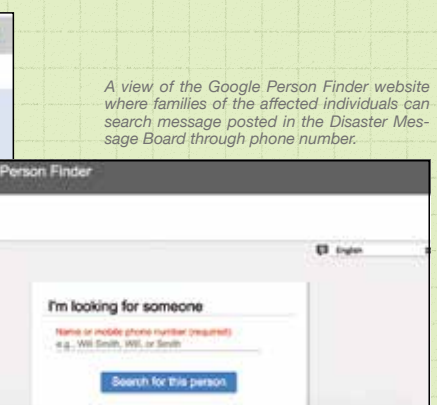 A view of the Google Person Finder website
where families of the affected individuals can
search message posted in the Disaster Mes-
sage Board through phone number.
Person Finder
English
I'm looking for someone
Name or mobile phone number (required)
e.g., Will Smith, Will, or Smith
Search for this person